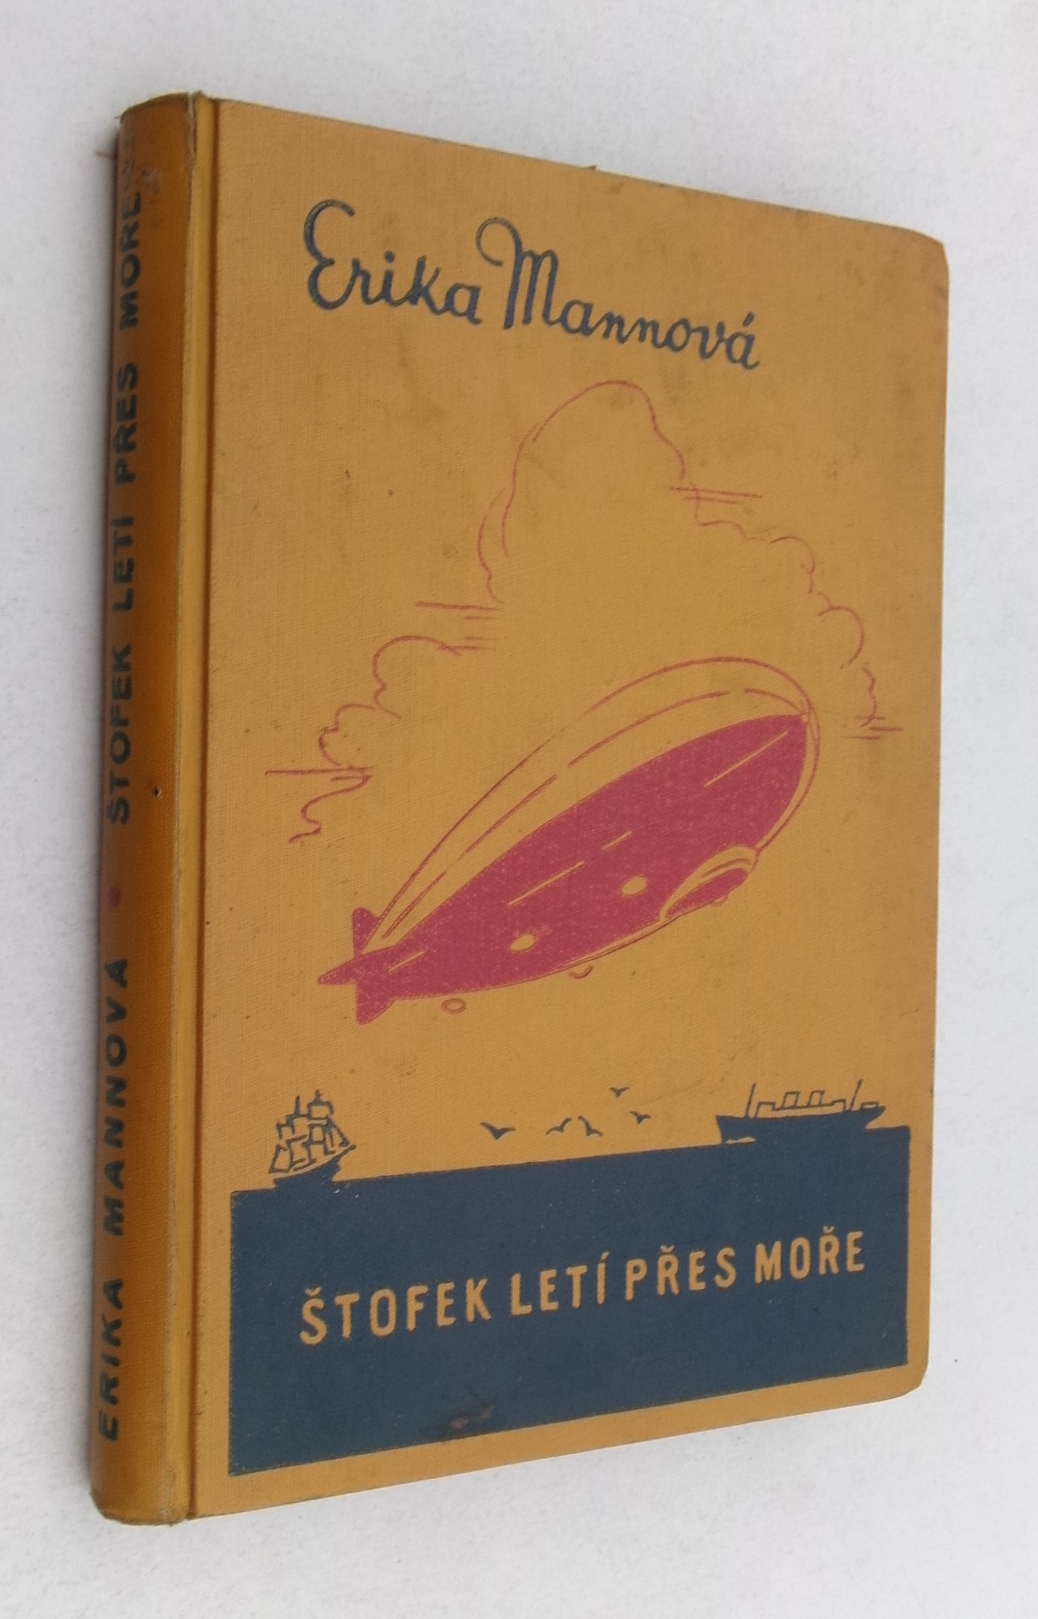 Erika Mannová
ŠTOFEK LETÍ PŘES MOŘE
ERIKA MANNOVÁ • ŠTOFEK LETÍ PŘES MOŘE